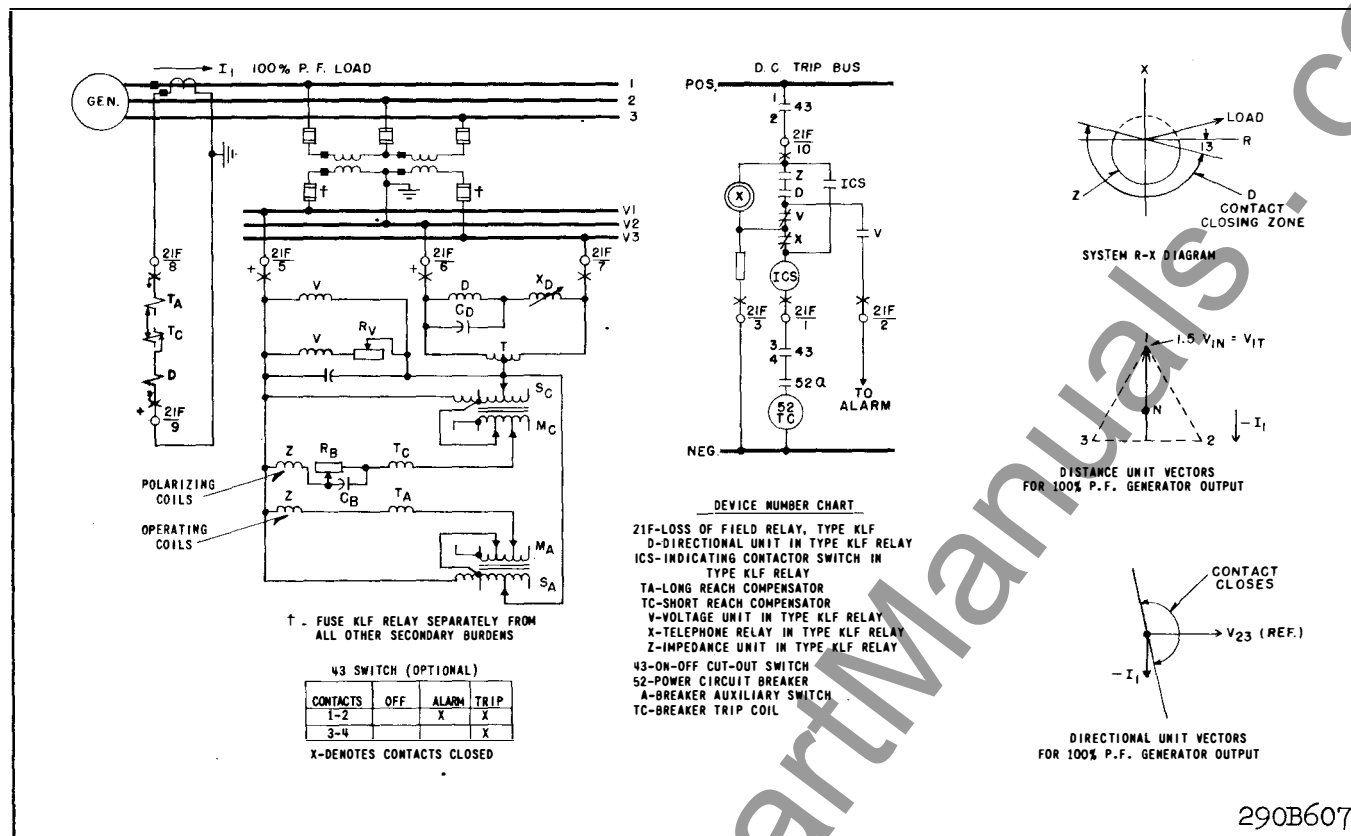 I1 100% P.F. LOAD
GEN.
1
2
3
†
V1
V2
V3
21F
8
+
21F
5
+
21F
6
21F
7
TA
TC
D
+
21F
9
V
D
XD
CD
V
RV
T
SC
MC
Z
RB
TC
CB
POLARIZING
COILS
Z
TA
OPERATING
COILS
MA
SA
† - FUSE KLF RELAY SEPARATELY FROM
ALL OTHER SECONDARY BURDENS
43 SWITCH (OPTIONAL)
CONTACTS OFF ALARM TRIP
1-2 X X
3-4 X
X-DENOTES CONTACTS CLOSED
D.C. TRIP BUS
POS.
1
2
43
21F
10
Z
D
ICS
X
V
X
V
ICS
21F
3
21F
1
21F
2
3
4
43
52a
TO
ALARM
52
TC
NEG.
DEVICE NUMBER CHART
21F-LOSS OF FIELD RELAY, TYPE KLF
D-DIRECTIONAL UNIT IN TYPE KLF RELAY
ICS-INDICATING CONTACTOR SWITCH IN
TYPE KLF RELAY
TA-LONG REACH COMPENSATOR
TC-SHORT REACH COMPENSATOR
V-VOLTAGE UNIT IN TYPE KLF RELAY
X-TELEPHONE RELAY IN TYPE KLF RELAY
Z-IMPEDANCE UNIT IN TYPE KLF RELAY
43-ON-OFF CUT-OUT SWITCH
52-POWER CIRCUIT BREAKER
A-BREAKER AUXILIARY SWITCH
TC-BREAKER TRIP COIL
X
LOAD
R
13
Z
D
CONTACT
CLOSING ZONE
SYSTEM R-X DIAGRAM
1
1.5 V1N = V1T
N
-I1
3
2
DISTANCE UNIT VECTORS
FOR 100% P.F. GENERATOR OUTPUT
CONTACT
CLOSES
V23 (REF.)
-I1
DIRECTIONAL UNIT VECTORS
FOR 100% P.F. GENERATOR OUTPUT
290B607